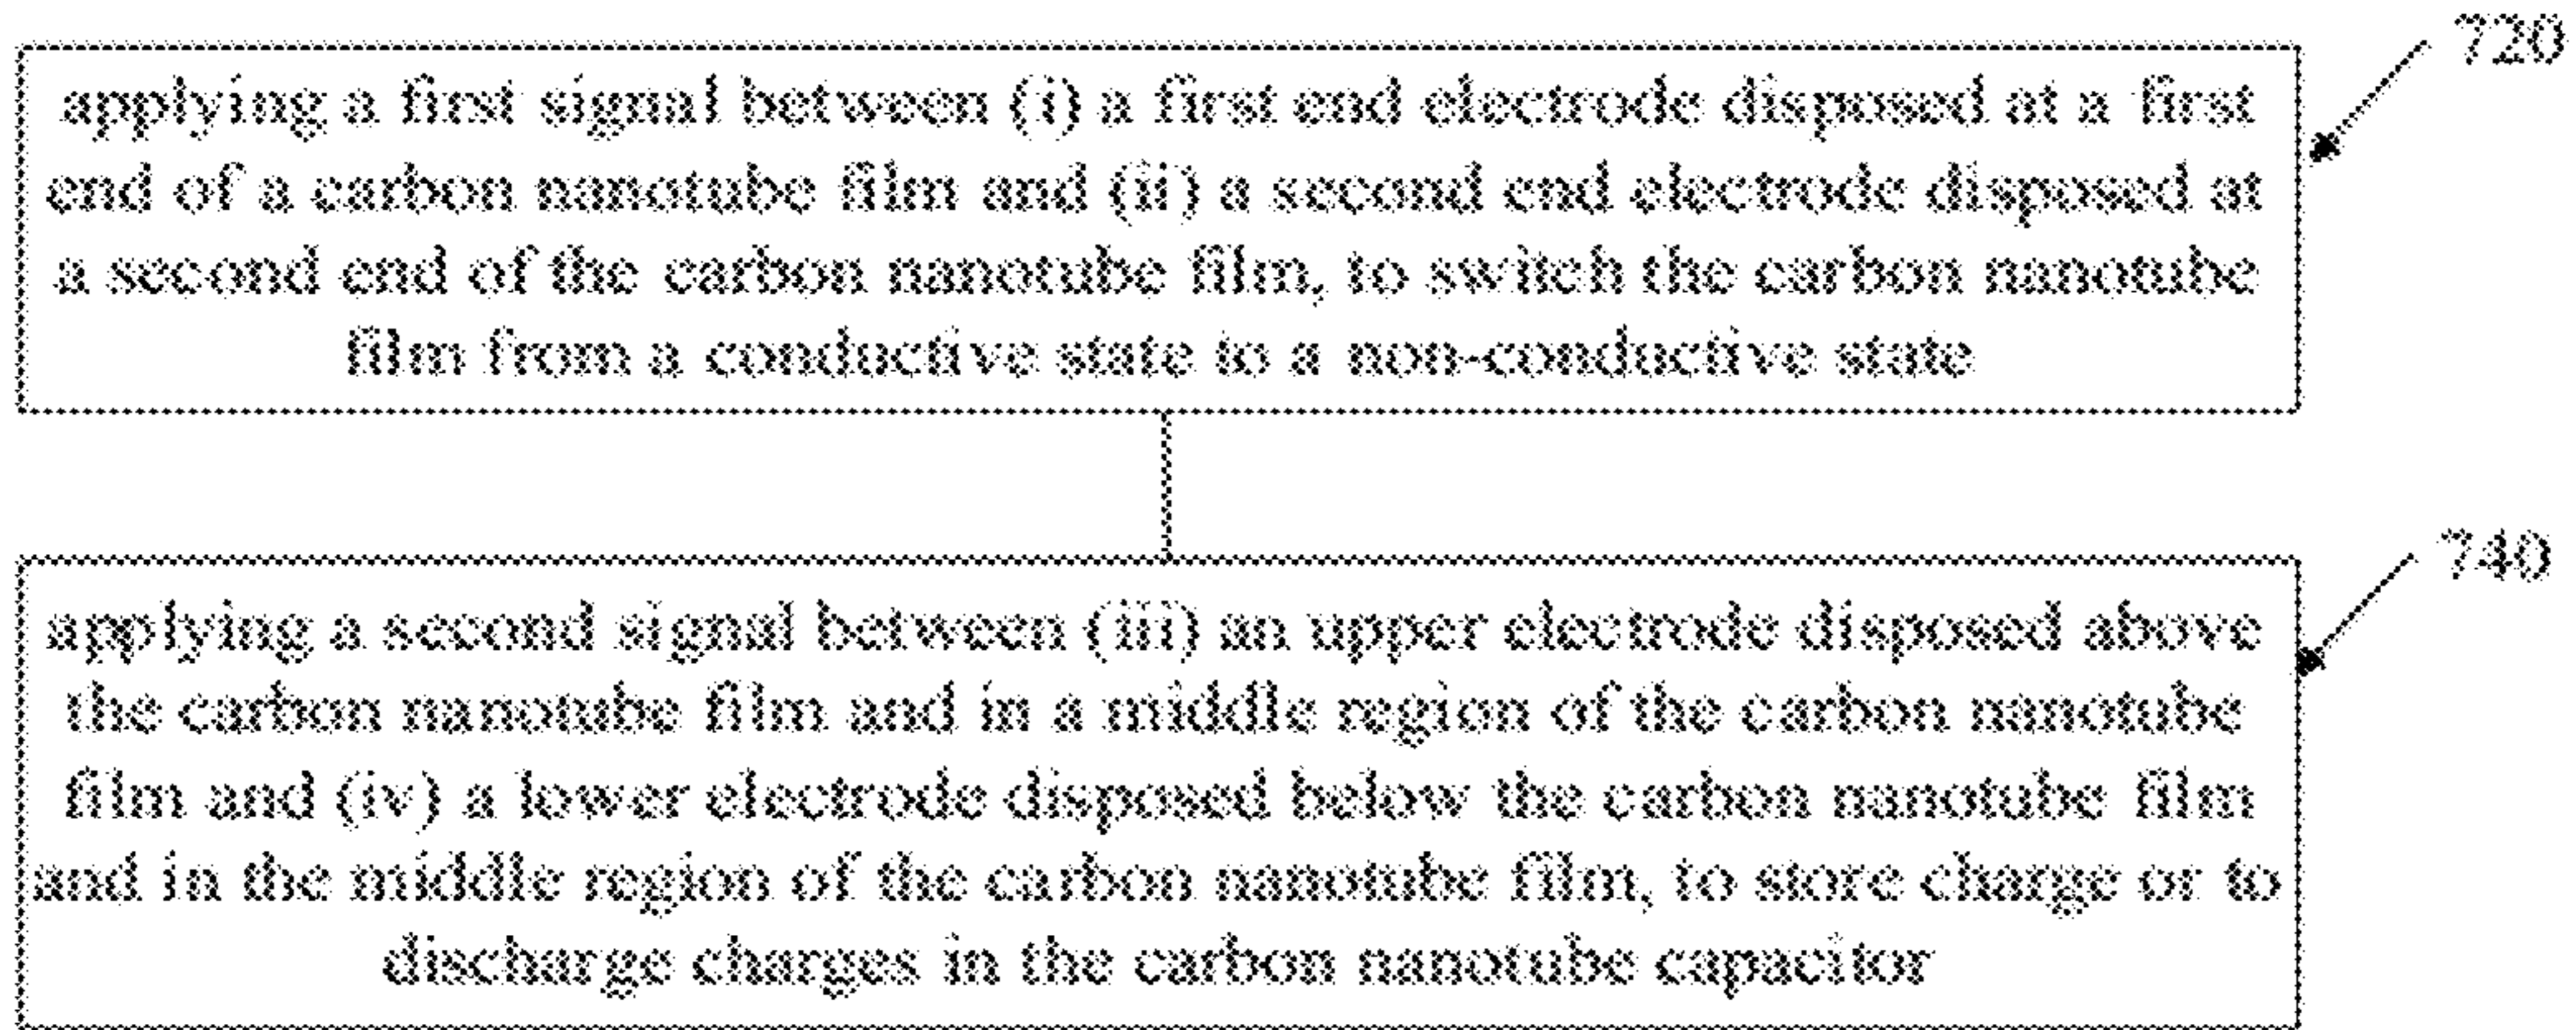 720
applying a first signal between (i) a first end electrode disposed at a first
end of a carbon nanotube film and (ii) a second end electrode disposed at
a second end of the carbon nanotube film, to switch the carbon nanotube
film from a conductive state to a non-conductive state
740
applying a second signal between (iii) an upper electrode disposed above
the carbon nanotube film and in a middle region of the carbon nanotube
film and (iv) a lower electrode disposed below the carbon nanotube film
and in the middle region of the carbon nanotube film, to store charge or to
discharge charges in the carbon nanotube capacitor